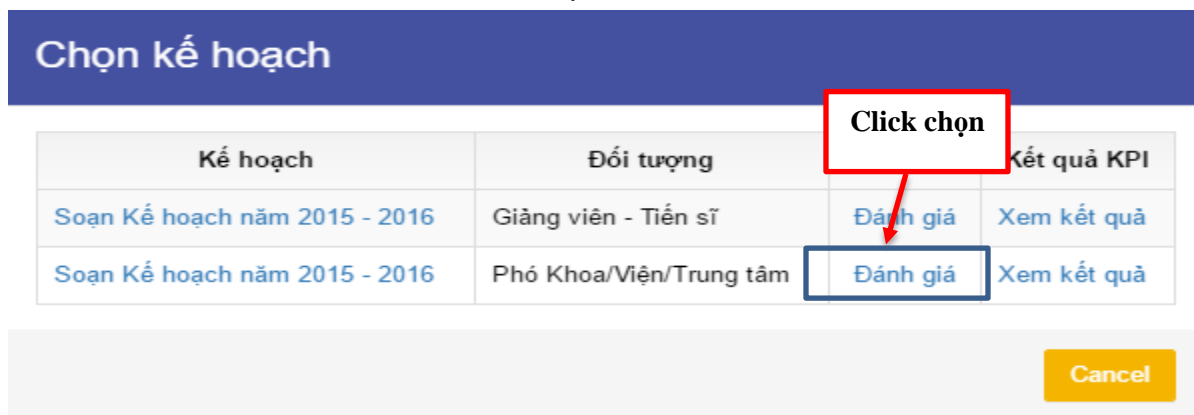 Chọn kế hoạch
Click chọn
Kế hoạch Đối tượng Kết quả KPI
Soạn Kế hoạch năm 2015 - 2016 Giảng viên - Tiến sĩ Đánh giá Xem kết quả
Soạn Kế hoạch năm 2015 - 2016 Phó Khoa/Viện/Trung tâm Đánh giá Xem kết quả
Cancel